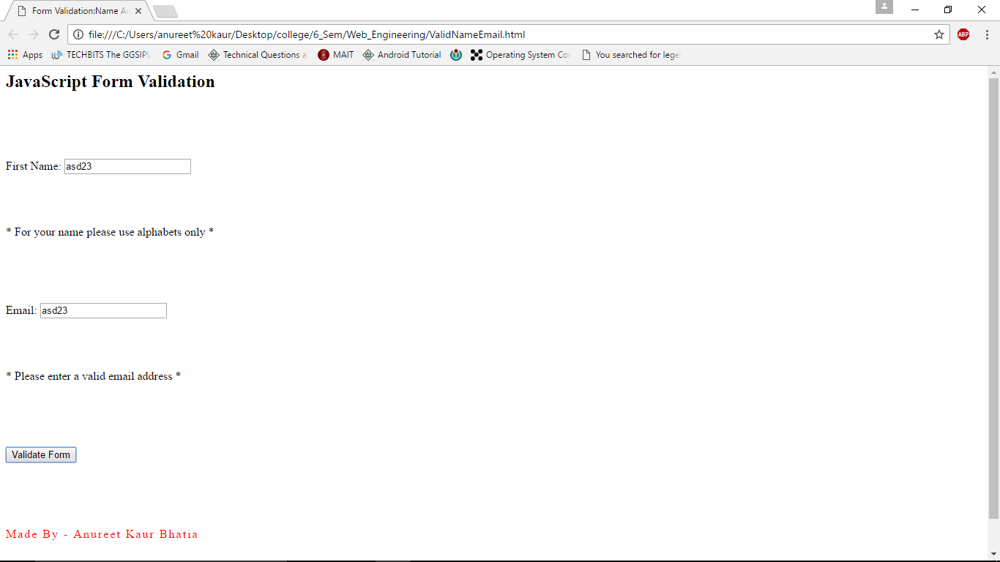 Form Validation:Name A
file:///C:/Users/anureet%20kaur/Desktop/college/6_Sem/Web_Engineering/ValidNameEmail.html
ABP
Apps TECHBITS The GGSIPU Gmail Technical Questions a MAIT Android Tutorial Operating System Co You searched for lege
JavaScript Form Validation
First Name: asd23
* For your name please use alphabets only *
Email: asd23
* Please enter a valid email address *
Validate Form
Made By - Anureet Kaur Bhatia